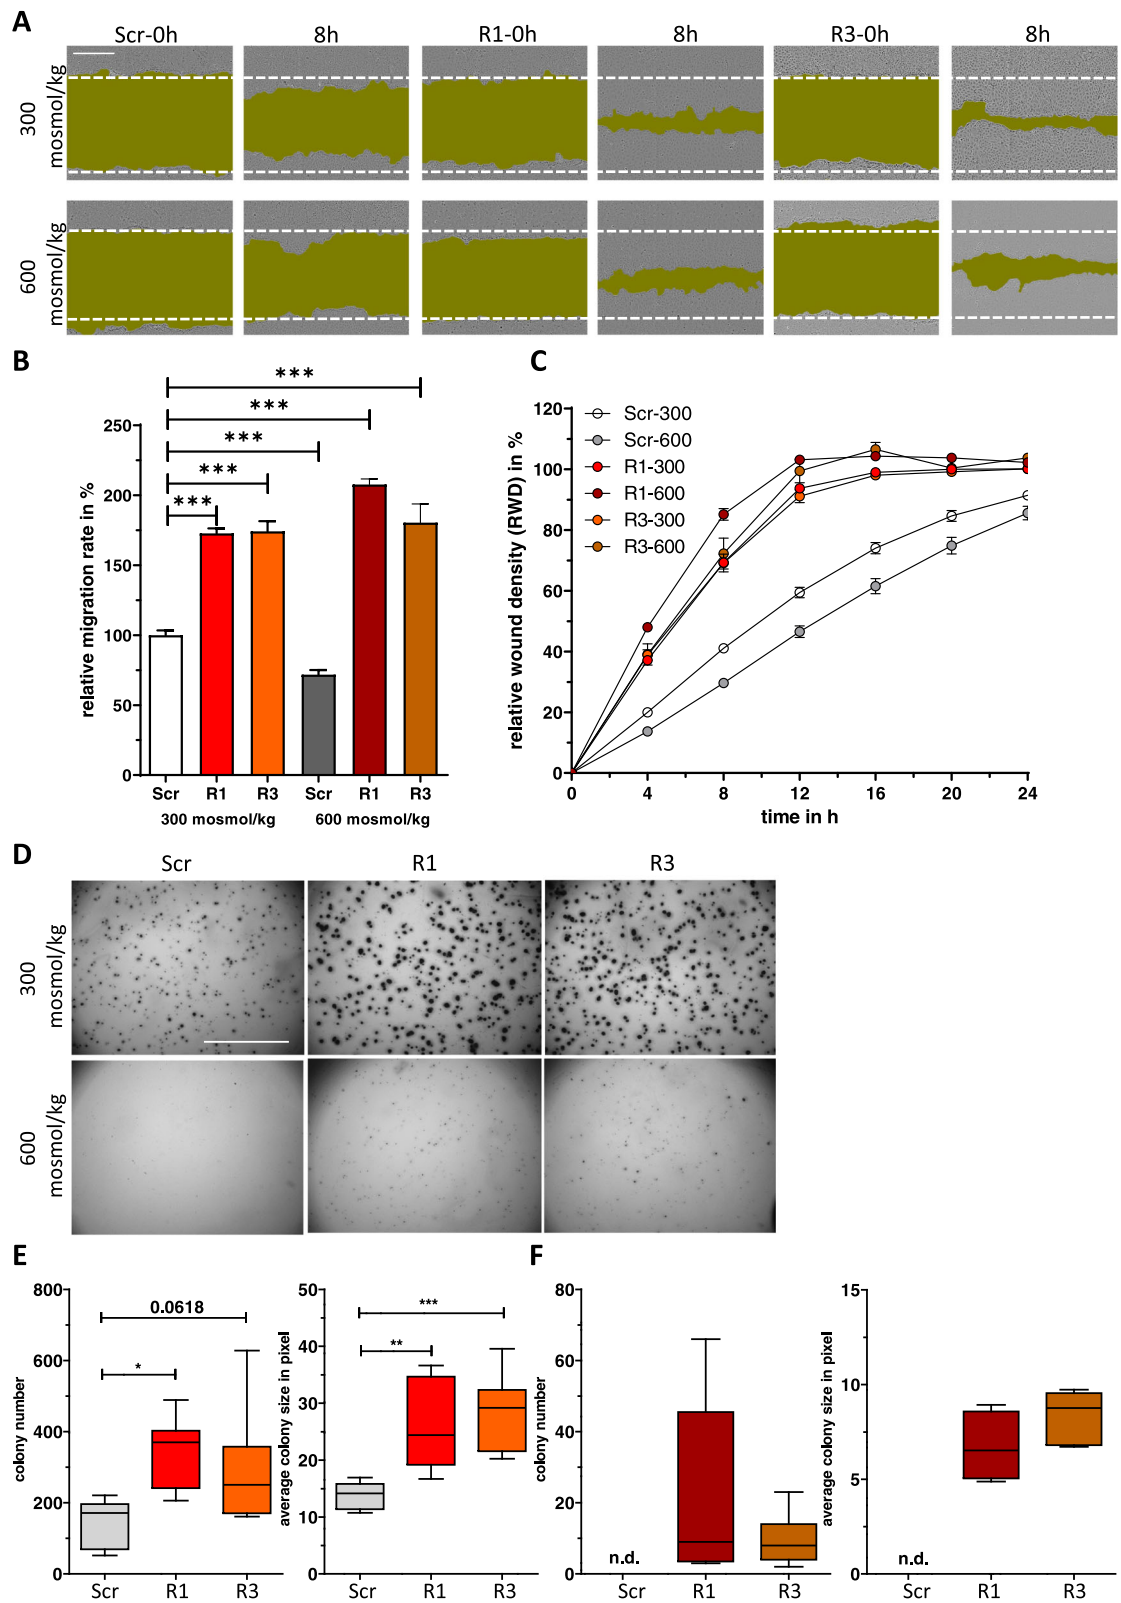 A
Scr-0h 8h R1-0h 8h R3-0h 8h
300
mosmol/kg
600
mosmol/kg
B
***
***
***
***
***
relative migration rate in %
250
200
150
100
50
0
Scr R1 R3 Scr R1 R3
300 mosmol/kg 600 mosmol/kg
C
relative wound density (RWD) in %
120
100
80
60
40
20
0
Scr-300
Scr-600
R1-300
R1-600
R3-300
R3-600
0 4 8 12 16 20 24
time in h
D
Scr R1 R3
300
mosmol/kg
600
mosmol/kg
E
colony number
800
600
400
200
0
0.0618
*
Scr R1 R3
average colony size in pixel
50
40
30
20
10
0
***
**
Scr R1 R3
F
colony number
80
60
40
20
0
n.d.
Scr R1 R3
average colony size in pixel
15
10
5
0
n.d.
Scr R1 R3